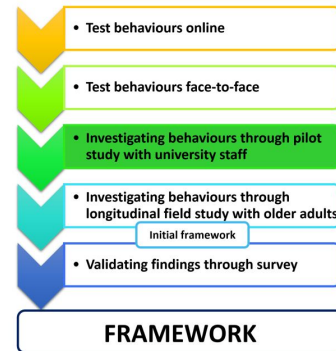 • Test behaviours online
• Test behaviours face-to-face
• Investigating behaviours through pilot
study with university staff
• Investigating behaviours through
longitudinal field study with older adults
Initial framework
• Validating findings through survey
FRAMEWORK